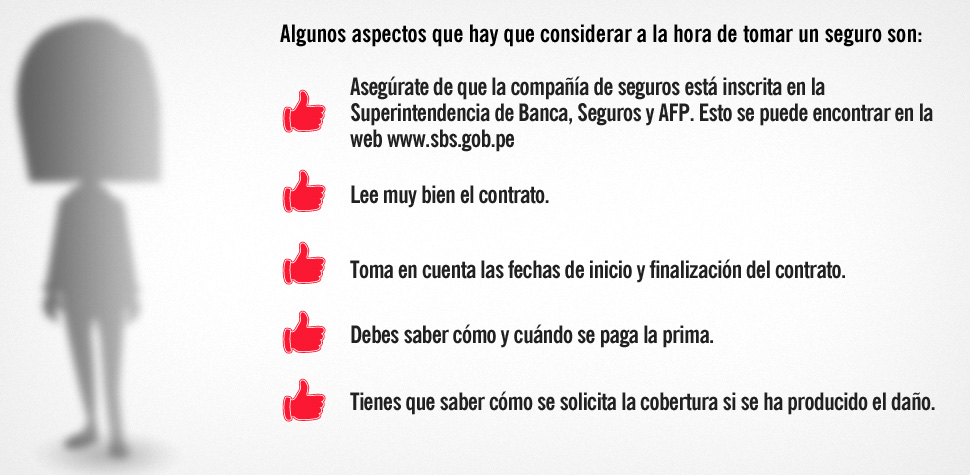 Algunos aspectos que hay que considerar a la hora de tomar un seguro son:
Asegúrate de que la compañía de seguros está inscrita en la
Superintendencia de Banca, Seguros y AFP. Esto se puede encontrar en la
web www.sbs.gob.pe
Lee muy bien el contrato.
Toma en cuenta las fechas de inicio y finalización del contrato.
Debes saber cómo y cuándo se paga la prima.
Tienes que saber cómo se solicita la cobertura si se ha producido el daño.